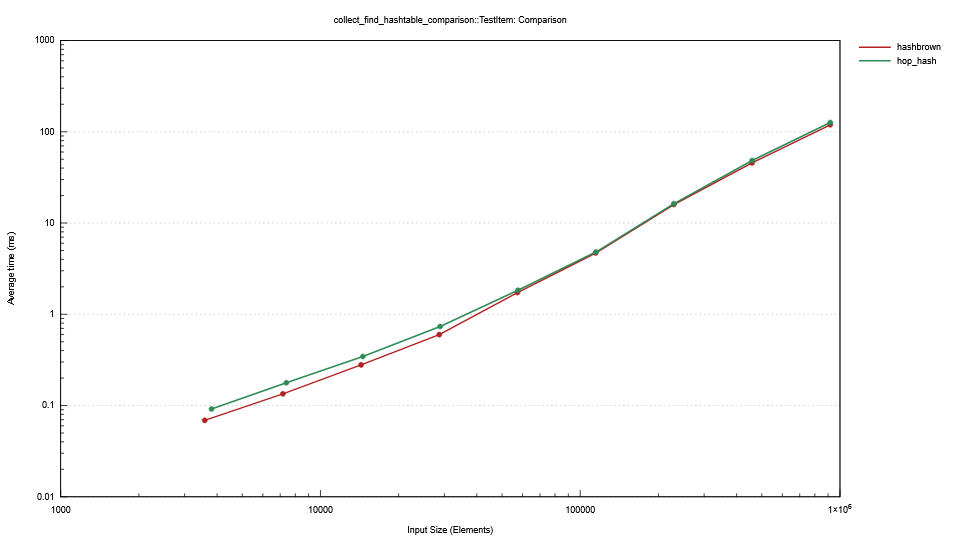 collect_find_hashtable_comparison::TestItem: Comparison
hashbrown
hop_hash
1000
100
10
1
0.1
0.01
Average time (ms)
1000
10000
100000
1×10⁶
Input Size (Elements)